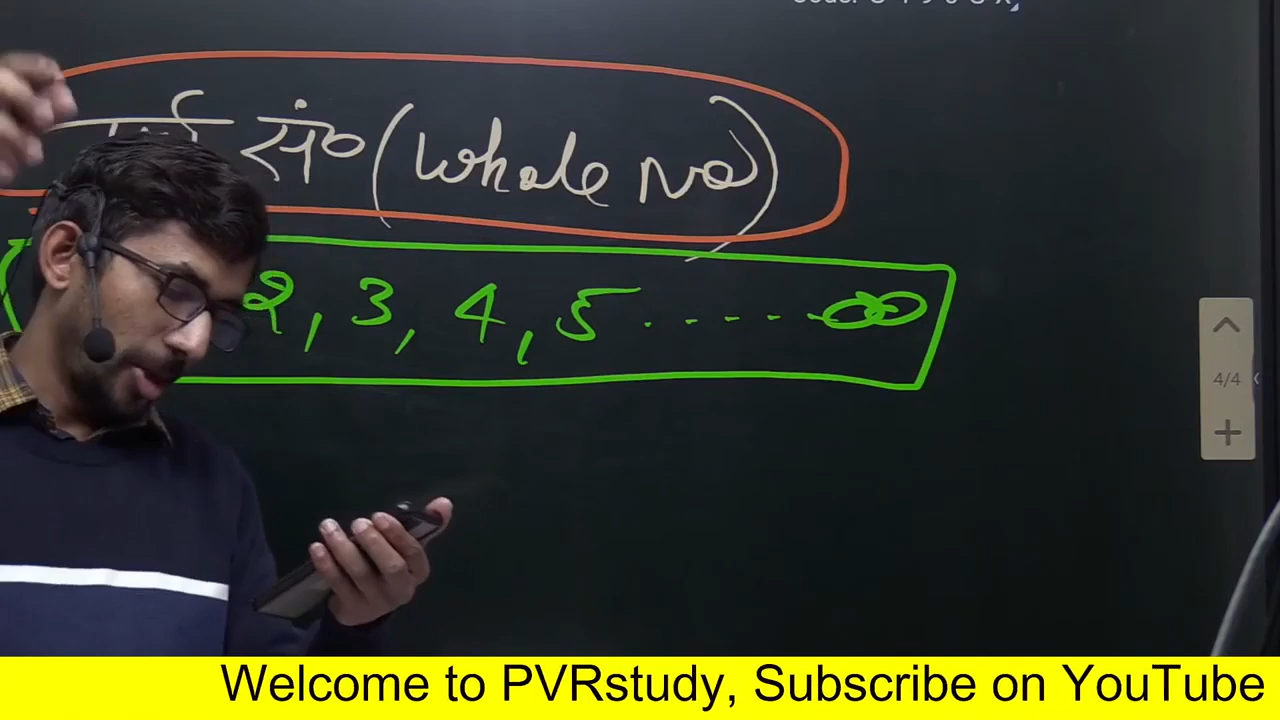 सं० (Whole No)
2, 3, 4, 5 ...... ∞
4/4
Welcome to PVRstudy, Subscribe on YouTube